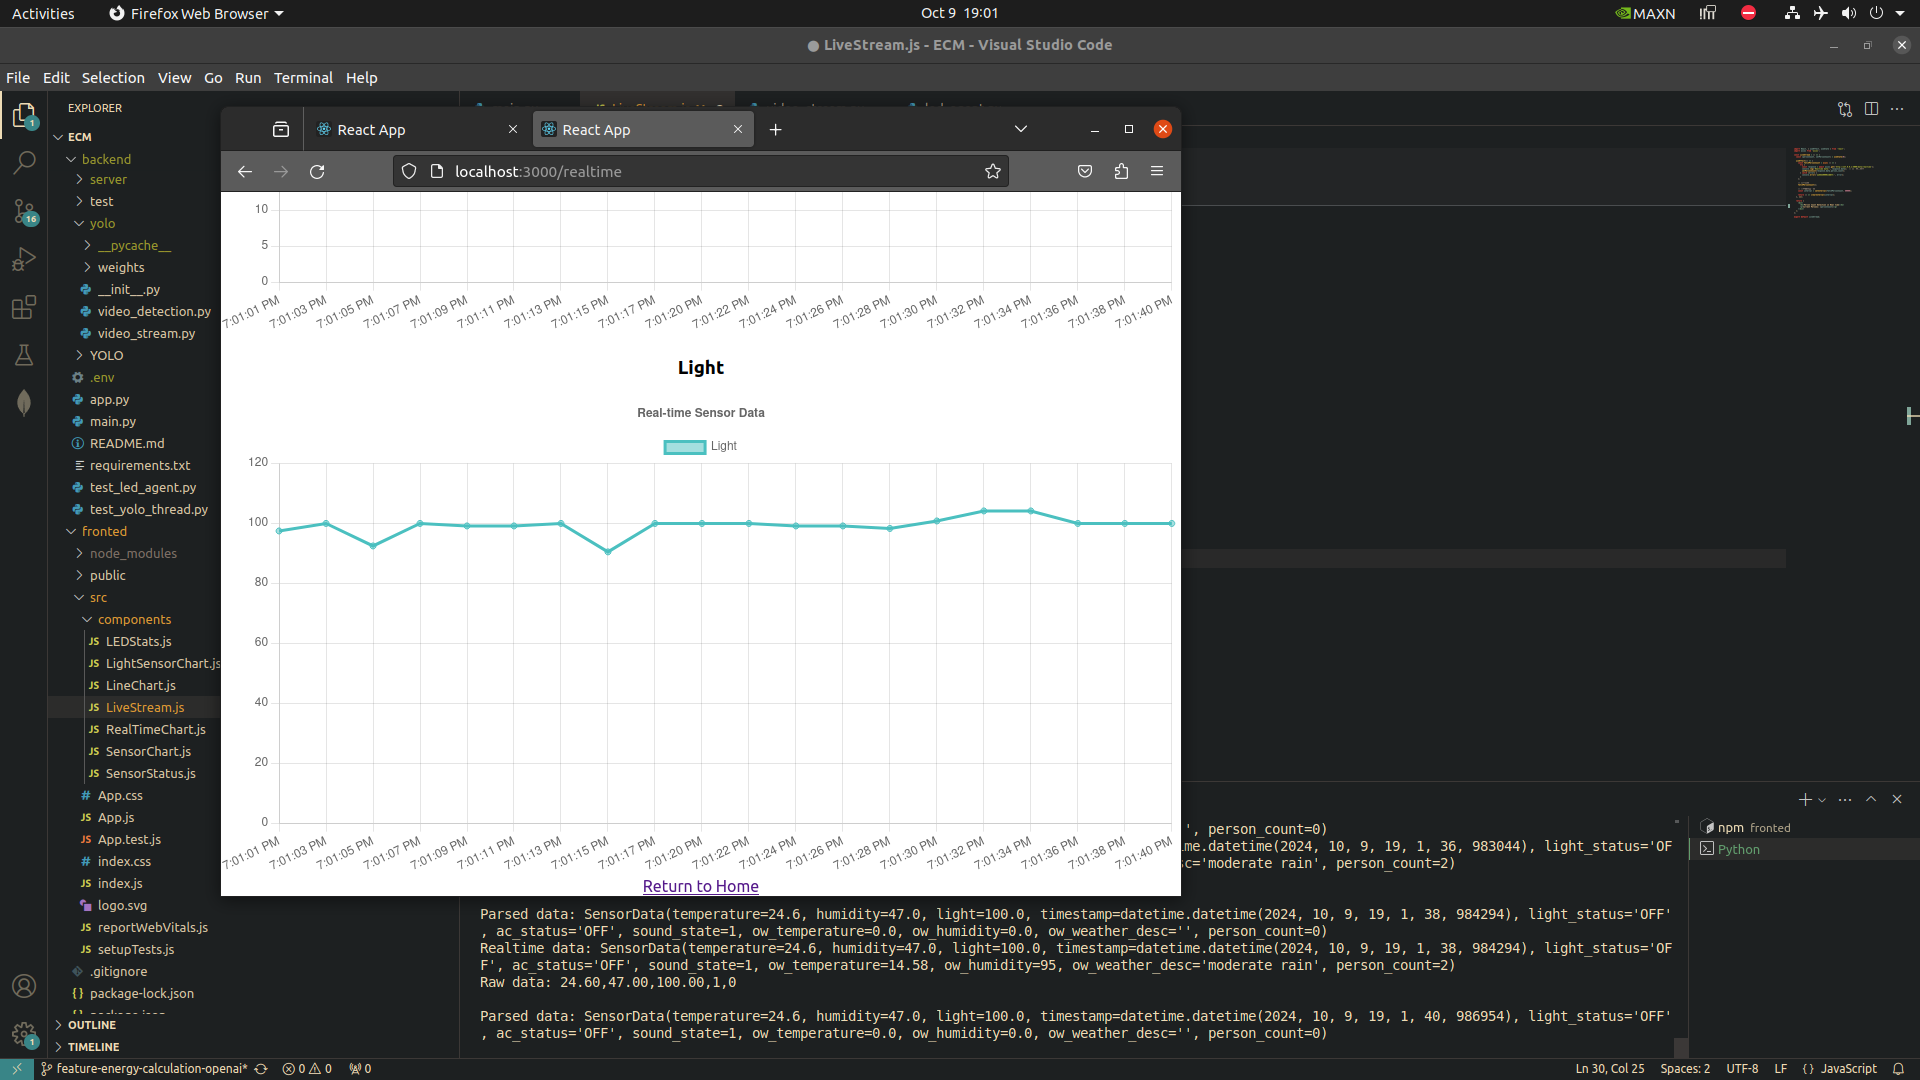 Activities
Firefox Web Browser
Oct 9 19:01
MAXN
LiveStream.js - ECM - Visual Studio Code
File Edit Selection View Go Run Terminal Help
EXPLORER
ECM
backend
server
test
yolo
__pycache__
weights
__init__.py
video_detection.py
video_stream.py
YOLO
.env
app.py
main.py
README.md
requirements.txt
test_led_agent.py
test_yolo_thread.py
fronted
node_modules
public
src
components
JS LEDStats.js
JS LightSensorChart.js
JS LineChart.js
JS LiveStream.js
JS RealTimeChart.js
JS SensorChart.js
JS SensorStatus.js
# App.css
JS App.js
JS App.test.js
# index.css
JS index.js
logo.svg
JS reportWebVitals.js
JS setupTests.js
.gitignore
{} package-lock.json
OUTLINE
TIMELINE
1
16
1
React App
React App
localhost:3000/realtime
10
5
0
7:01:01 PM 7:01:03 PM 7:01:05 PM 7:01:07 PM 7:01:09 PM 7:01:11 PM 7:01:13 PM 7:01:15 PM 7:01:17 PM 7:01:20 PM 7:01:22 PM 7:01:24 PM 7:01:26 PM 7:01:28 PM 7:01:30 PM 7:01:32 PM 7:01:34 PM 7:01:36 PM 7:01:38 PM 7:01:40 PM
Light
Real-time Sensor Data
Light
120
100
80
60
40
20
0
7:01:01 PM 7:01:03 PM 7:01:05 PM 7:01:07 PM 7:01:09 PM 7:01:11 PM 7:01:13 PM 7:01:15 PM 7:01:17 PM 7:01:20 PM 7:01:22 PM 7:01:24 PM 7:01:26 PM 7:01:28 PM 7:01:30 PM 7:01:32 PM 7:01:34 PM 7:01:36 PM 7:01:38 PM 7:01:40 PM
Return to Home
', person_count=0)
me.datetime(2024, 10, 9, 19, 1, 36, 983044), light_status='OF
sc='moderate rain', person_count=2)
Parsed data: SensorData(temperature=24.6, humidity=47.0, light=100.0, timestamp=datetime.datetime(2024, 10, 9, 19, 1, 38, 984294), light_status='OFF'
, ac_status='OFF', sound_state=1, ow_temperature=0.0, ow_humidity=0.0, ow_weather_desc='', person_count=0)
Realtime data: SensorData(temperature=24.6, humidity=47.0, light=100.0, timestamp=datetime.datetime(2024, 10, 9, 19, 1, 38, 984294), light_status='OF
F', ac_status='OFF', sound_state=1, ow_temperature=14.58, ow_humidity=95, ow_weather_desc='moderate rain', person_count=2)
Raw data: 24.60,47.00,100.00,1,0
Parsed data: SensorData(temperature=24.6, humidity=47.0, light=100.0, timestamp=datetime.datetime(2024, 10, 9, 19, 1, 40, 986954), light_status='OFF'
, ac_status='OFF', sound_state=1, ow_temperature=0.0, ow_humidity=0.0, ow_weather_desc='', person_count=0)
npm fronted
Python
feature-energy-calculation-openai* 0 0 0
Ln 30, Col 25 Spaces: 2 UTF-8 LF {} JavaScript